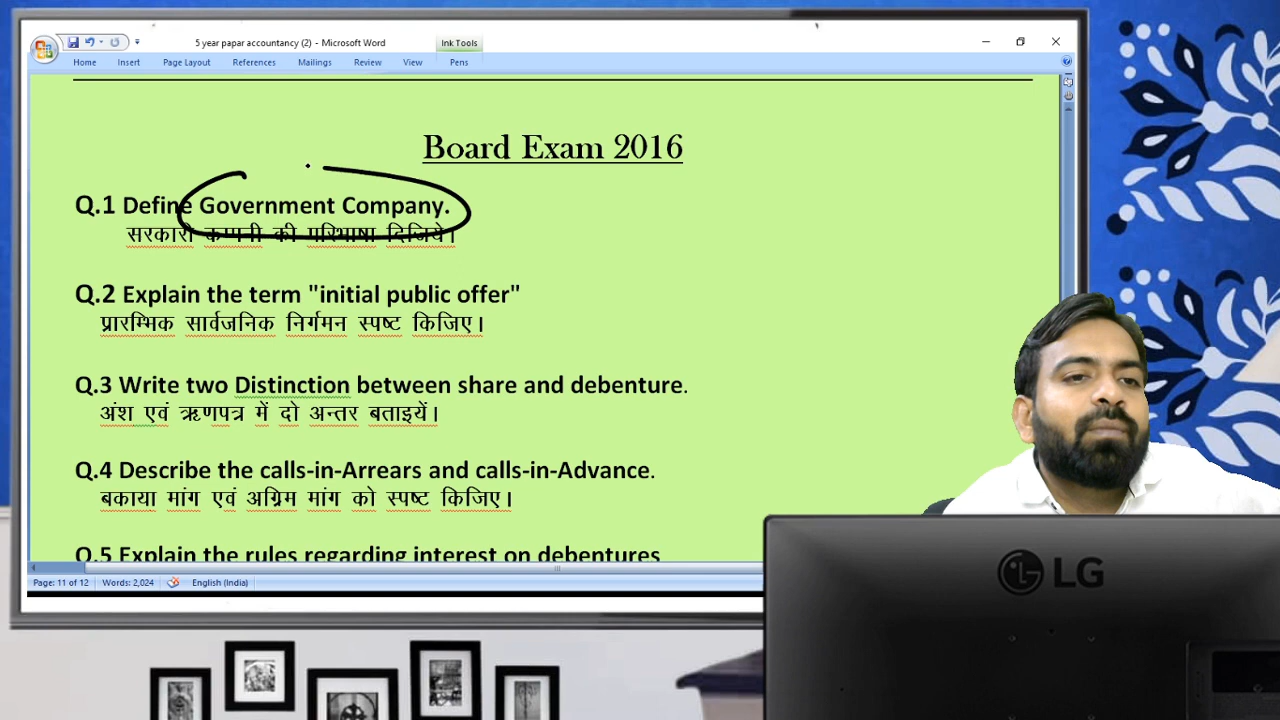 5 year papar accountancy (2) - Microsoft Word
Ink Tools
Home Insert Page Layout References Mailings Review View Pens
Board Exam 2016
Q.1 Define Government Company.
सरकारी कम्पनी की परिभाषा दिजिये।
Q.2 Explain the term "initial public offer"
प्रारम्भिक सार्वजनिक निर्गमन स्पष्ट किजिए।
Q.3 Write two Distinction between share and debenture.
अंश एवं ऋणपत्र में दो अन्तर बताइयें।
Q.4 Describe the calls-in-Arrears and calls-in-Advance.
बकाया मांग एवं अग्रिम मांग को स्पष्ट किजिए।
Q.5 Explain the rules regarding interest on debentures
Page: 11 of 12 Words: 2,024 English (India)
LG